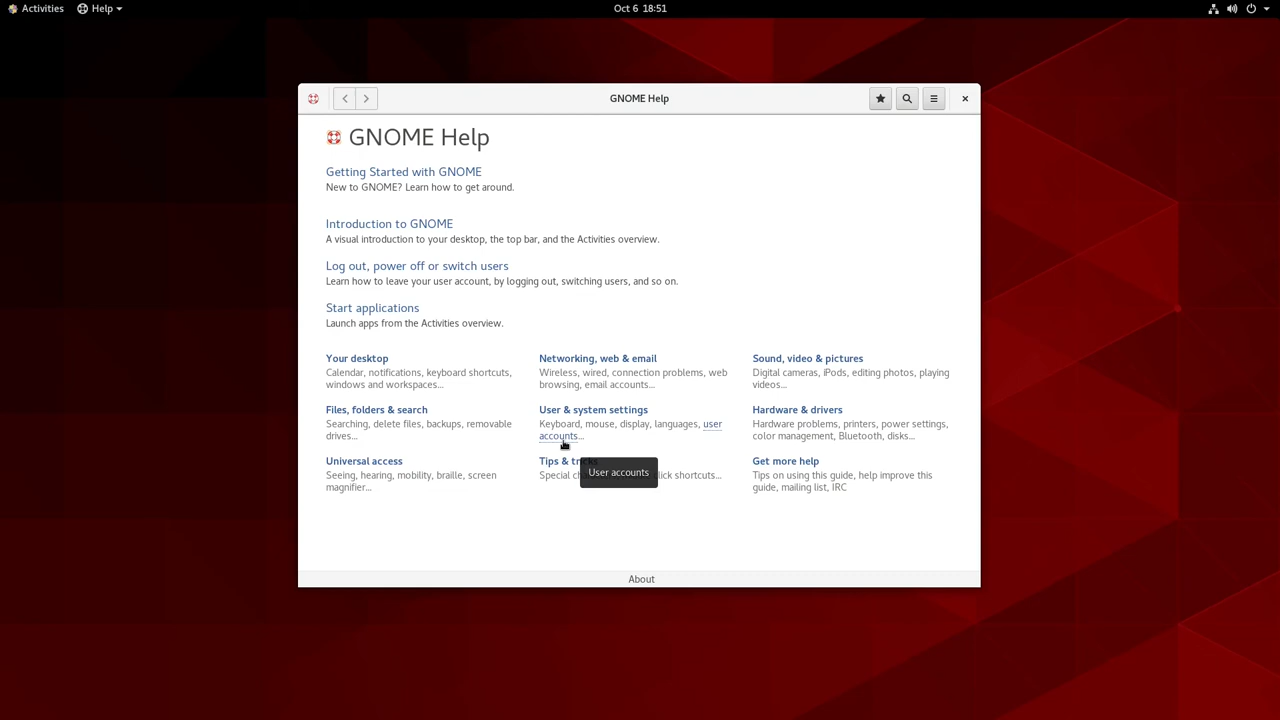 Activities
Help
Oct 6 18:51
GNOME Help
GNOME Help
Getting Started with GNOME
New to GNOME? Learn how to get around.
Introduction to GNOME
A visual introduction to your desktop, the top bar, and the Activities overview.
Log out, power off or switch users
Learn how to leave your user account, by logging out, switching users, and so on.
Start applications
Launch apps from the Activities overview.
Your desktop
Calendar, notifications, keyboard shortcuts,
windows and workspaces...
Networking, web & email
Wireless, wired, connection problems, web
browsing, email accounts...
Sound, video & pictures
Digital cameras, iPods, editing photos, playing
videos...
Files, folders & search
Searching, delete files, backups, removable
drives...
User & system settings
Keyboard, mouse, display, languages, user
accounts...
Hardware & drivers
Hardware problems, printers, power settings,
color management, Bluetooth, disks...
Universal access
Seeing, hearing, mobility, braille, screen
magnifier...
Tips & tricks
Special shortcuts...
User accounts
Get more help
Tips on using this guide, help improve this
guide, mailing list, IRC
About